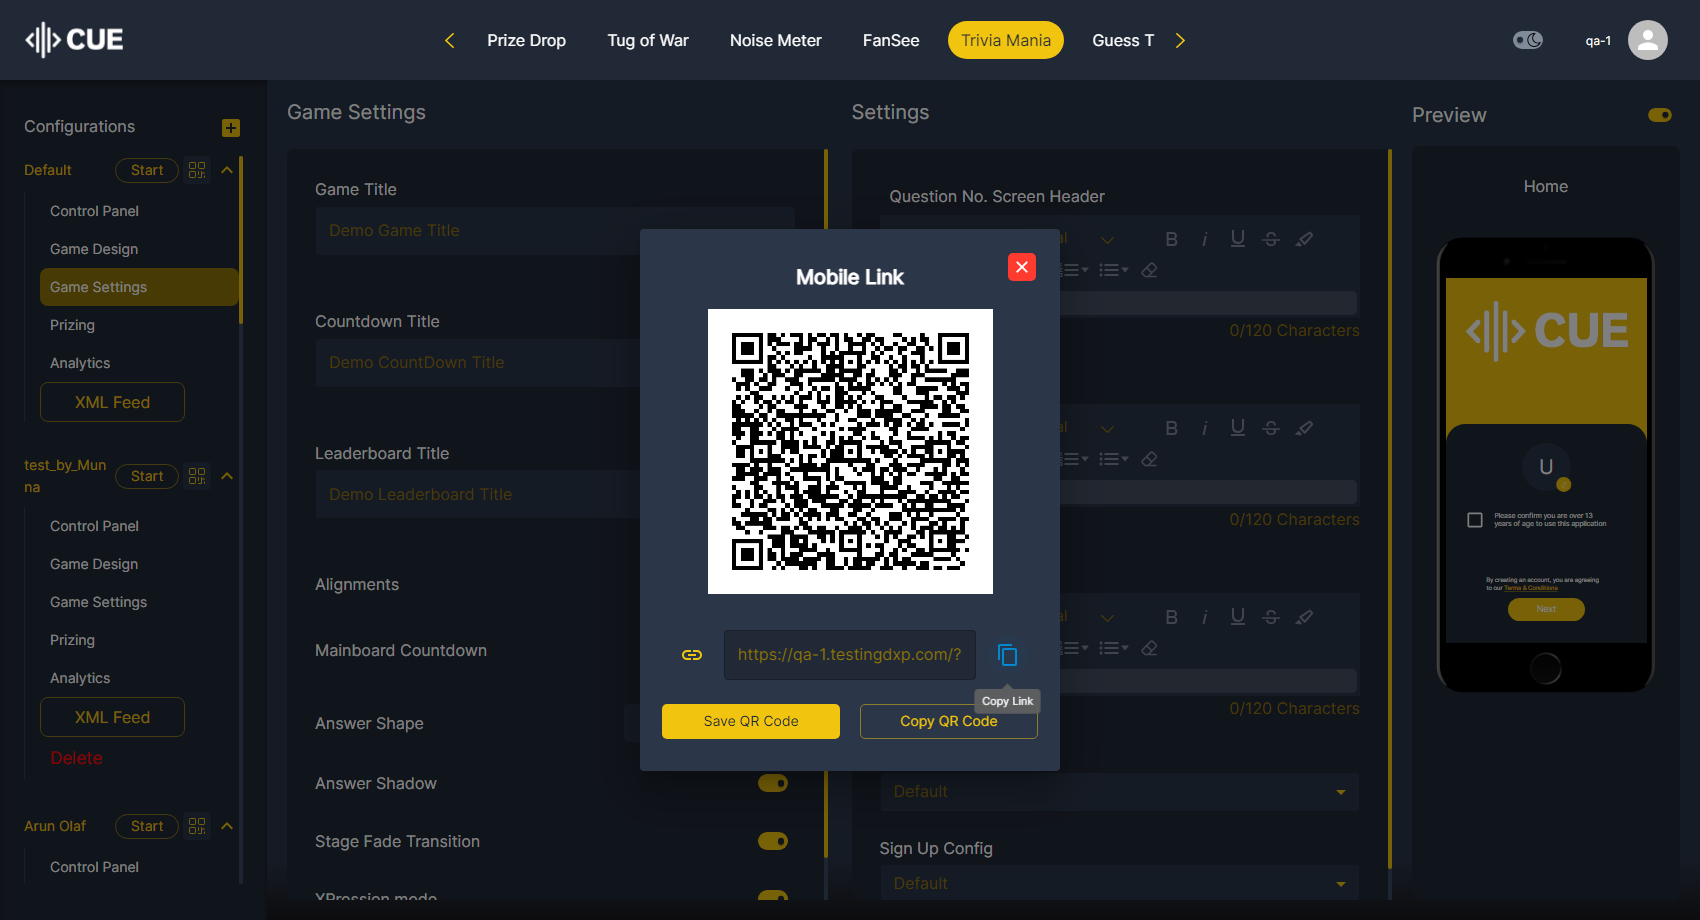 CUE
Prize Drop
Tug of War
Noise Meter
FanSee
Trivia Mania
Guess T
qa-1
Configurations
Default
Start
Control Panel
Game Design
Game Settings
Prizing
Analytics
XML Feed
test_by_Mun
na
Start
Control Panel
Game Design
Game Settings
Prizing
Analytics
XML Feed
Delete
Arun Olaf
Start
Control Panel
Game Settings
Game Title
Demo Game Title
Countdown Title
Demo CountDown Title
Leaderboard Title
Demo Leaderboard Title
Alignments
Mainboard Countdown
Answer Shape
Answer Shadow
Stage Fade Transition
XPression mode
Mobile Link
https://qa-1.testingdxp.com/?
Copy Link
Save QR Code
Copy QR Code
Settings
Question No. Screen Header
al
B i U S
0/120 Characters
al
B i U S
0/120 Characters
al
B i U S
0/120 Characters
Default
Sign Up Config
Default
Preview
Home
CUE
U
Please confirm you are over 13
years of age to use this application
By creating an account, you are agreeing
to our Terms & Conditions
Next